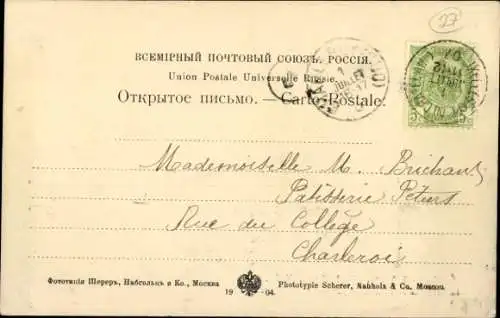 27
ВСЕМІРНЫЙ ПОЧТОВЫЙ СОЮЗЪ. РОССІЯ.
Union Postale Universelle Russie.
Открытое письмо. — Carte Postale.
Mademoiselle M. Brichant
Patisserie Peters
Rue du Collège
Charleroi
Фототипія Шереръ, Набгольцъ и Ко., Москва
19 04.
Phototypie Scherer, Nabholz & Co. Moscou.